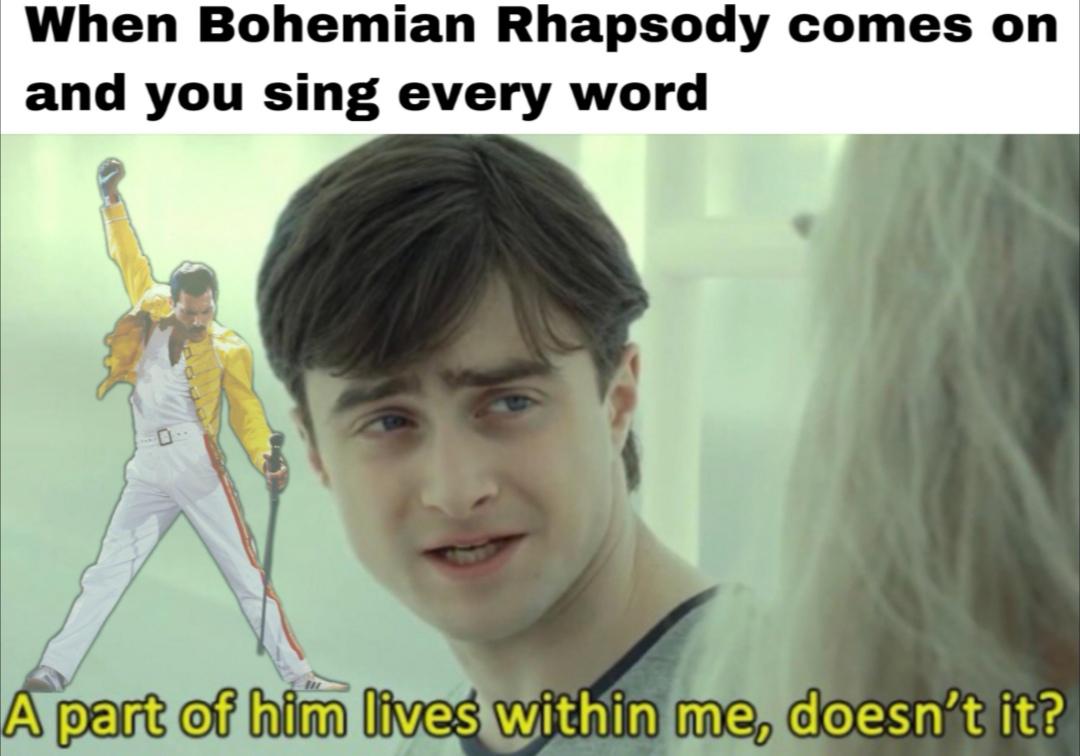 When Bohemian Rhapsody comes on
and you sing every word
A part of him lives within me, doesn't it?